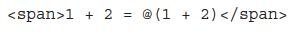 <span>1 + 2 = @(1 + 2)</span>